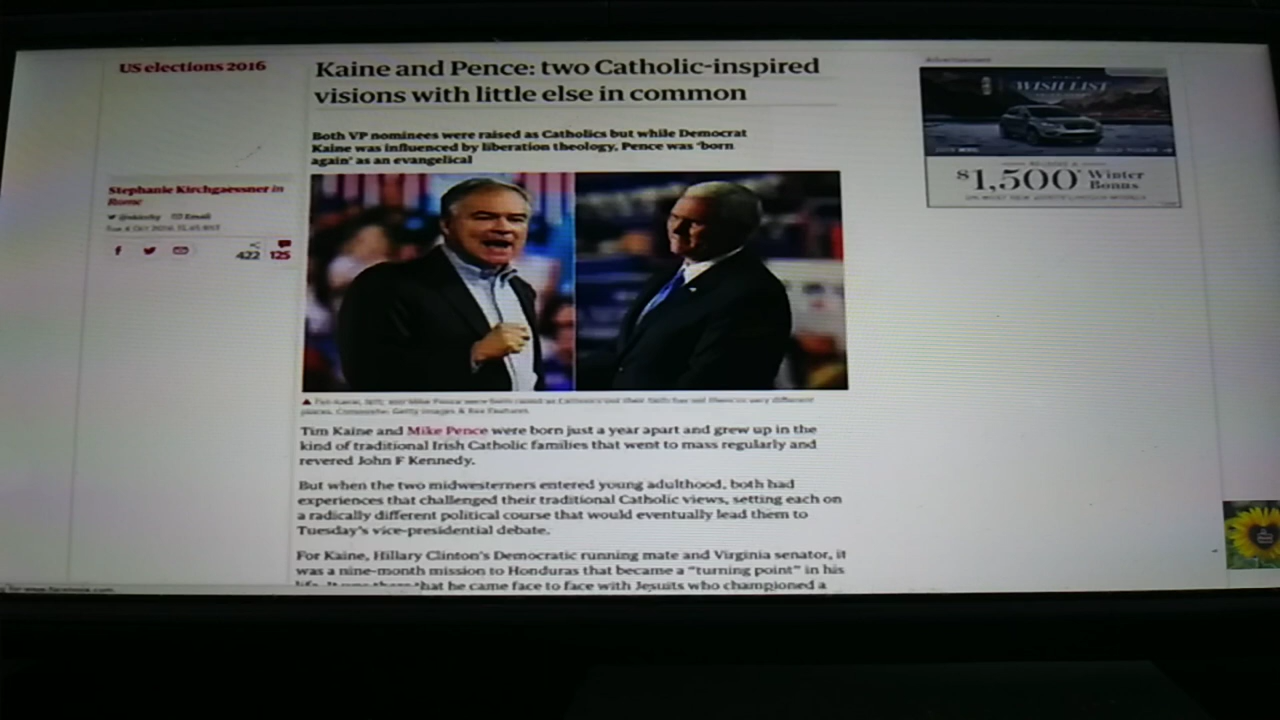 US elections 2016
Kaine and Pence: two Catholic-inspired
visions with little else in common
Both VP nominees were raised as Catholics but while Democrat
Kaine was influenced by liberation theology, Pence was 'born
again' as an evangelical
Stephanie Kirchgaessner in
Rome
Email
422 125
Tim Kaine and Mike Pence were born just a year apart and grew up in the
kind of traditional Irish Catholic families that went to mass regularly and
revered John F Kennedy.
But when the two midwesterners entered young adulthood, both had
experiences that challenged their traditional Catholic views, setting each on
a radically different political course that would eventually lead them to
Tuesday's vice-presidential debate.
For Kaine, Hillary Clinton's Democratic running mate and Virginia senator, it
was a nine-month mission to Honduras that became a "turning point" in his
that he came face to face with Jesuits who championed a
Advertisement
WISH LIST
$1,500 Winter
Bonus